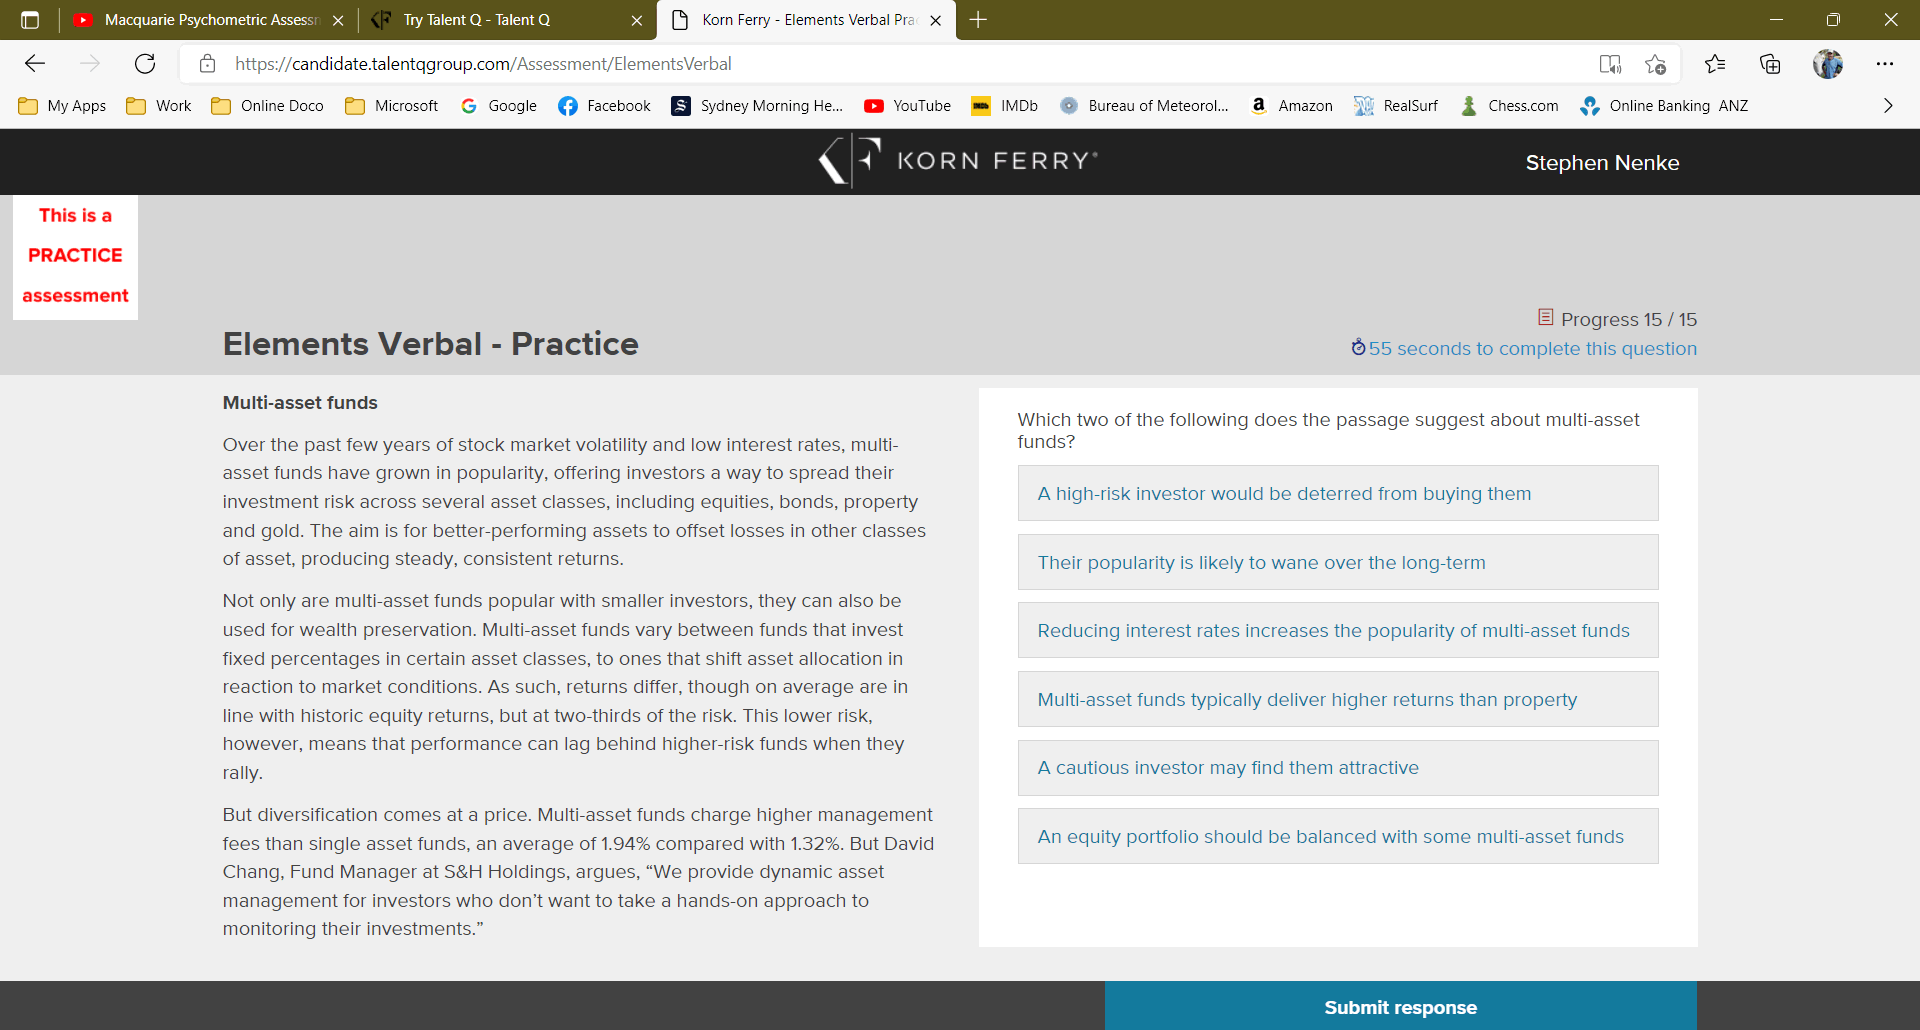 Macquarie Psychometric Assessm
Try Talent Q - Talent Q
Korn Ferry - Elements Verbal Prac
https://candidate.talentqgroup.com/Assessment/ElementsVerbal
My Apps
Work
Online Doco
Microsoft
Google
Facebook
Sydney Morning He...
YouTube
IMDb
Bureau of Meteorol...
Amazon
RealSurf
Chess.com
Online Banking ANZ
KORN FERRY
Stephen Nenke
This is a
PRACTICE
assessment
Elements Verbal - Practice
Progress 15 / 15
55 seconds to complete this question
Multi-asset funds
Over the past few years of stock market volatility and low interest rates, multi-
asset funds have grown in popularity, offering investors a way to spread their
investment risk across several asset classes, including equities, bonds, property
and gold. The aim is for better-performing assets to offset losses in other classes
of asset, producing steady, consistent returns.
Not only are multi-asset funds popular with smaller investors, they can also be
used for wealth preservation. Multi-asset funds vary between funds that invest
fixed percentages in certain asset classes, to ones that shift asset allocation in
reaction to market conditions. As such, returns differ, though on average are in
line with historic equity returns, but at two-thirds of the risk. This lower risk,
however, means that performance can lag behind higher-risk funds when they
rally.
But diversification comes at a price. Multi-asset funds charge higher management
fees than single asset funds, an average of 1.94% compared with 1.32%. But David
Chang, Fund Manager at S&H Holdings, argues, “We provide dynamic asset
management for investors who don’t want to take a hands-on approach to
monitoring their investments.”
Which two of the following does the passage suggest about multi-asset
funds?
A high-risk investor would be deterred from buying them
Their popularity is likely to wane over the long-term
Reducing interest rates increases the popularity of multi-asset funds
Multi-asset funds typically deliver higher returns than property
A cautious investor may find them attractive
An equity portfolio should be balanced with some multi-asset funds
Submit response